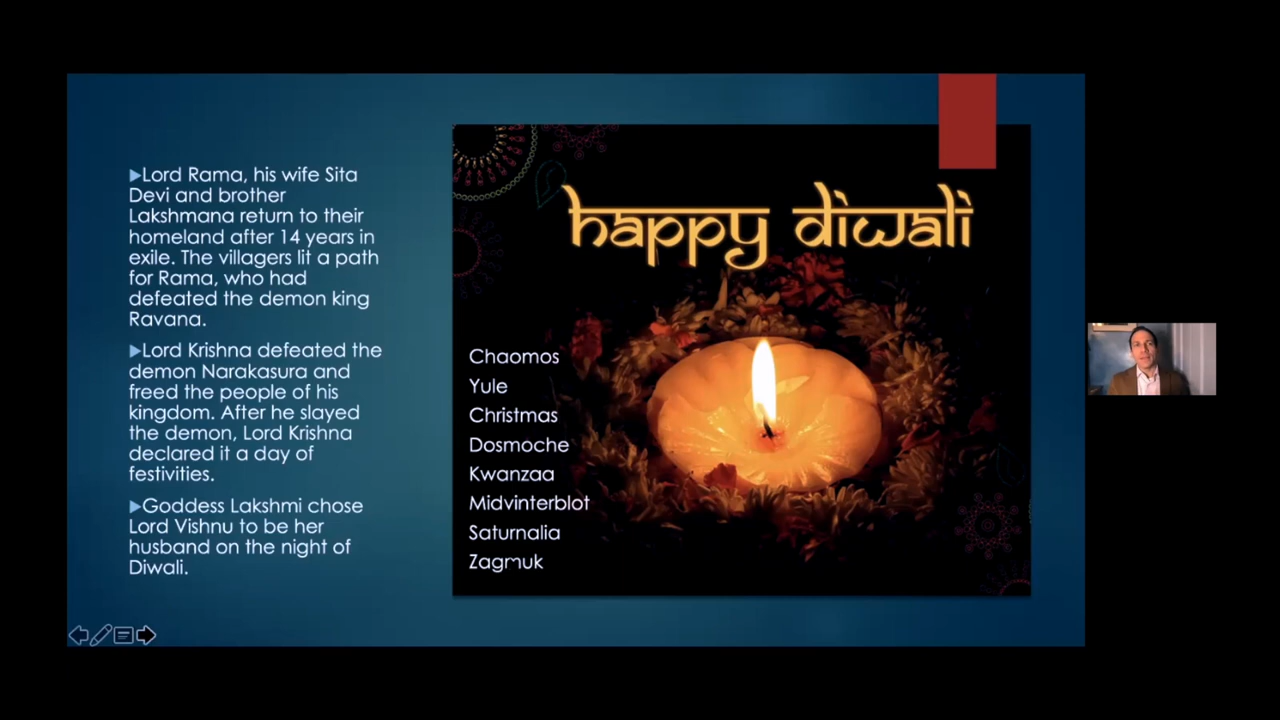 ▶Lord Rama, his wife Sita
Devi and brother
Lakshmana return to their
homeland after 14 years in
exile. The villagers lit a path
for Rama, who had
defeated the demon king
Ravana.
▶Lord Krishna defeated the
demon Narakasura and
freed the people of his
kingdom. After he slayed
the demon, Lord Krishna
declared it a day of
festivities.
▶Goddess Lakshmi chose
Lord Vishnu to be her
husband on the night of
Diwali.
happy diwali
Chaomos
Yule
Christmas
Dosmoche
Kwanzaa
Midvinterblot
Saturnalia
Zagmuk